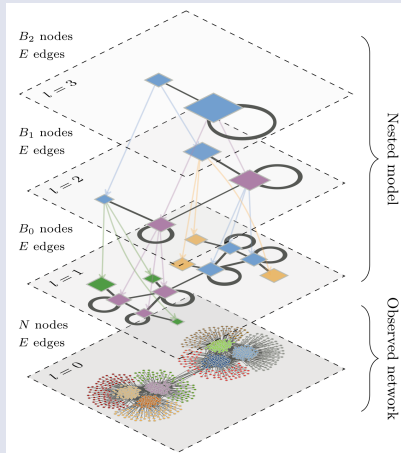 B₂ nodes
E edges
l = 3
B₁ nodes
E edges
l = 2
Nested model
B₀ nodes
E edges
l = 1
N nodes
E edges
l = 0
Observed network